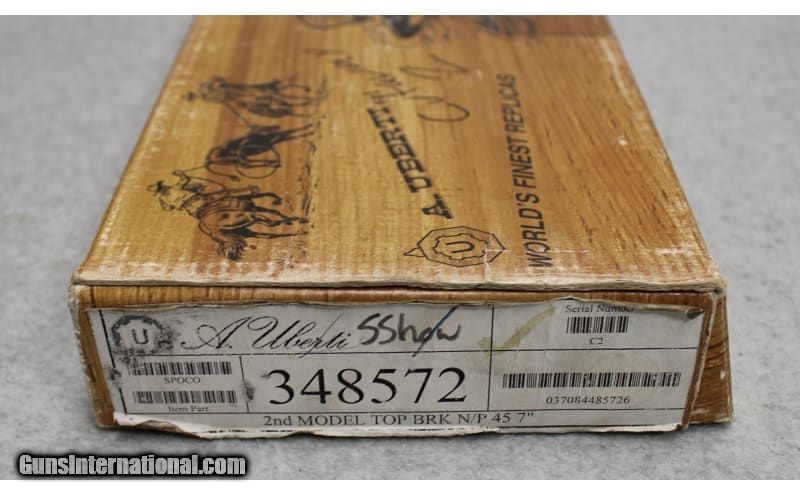 A. UBERTI
WORLD'S FINEST REPLICAS
U
U
A. Uberti SShow
Serial Number
C2
SPOCO
Item Part
348572
037084485726
2nd MODEL TOP BRK N/P 45 7"
GunsInternational.com